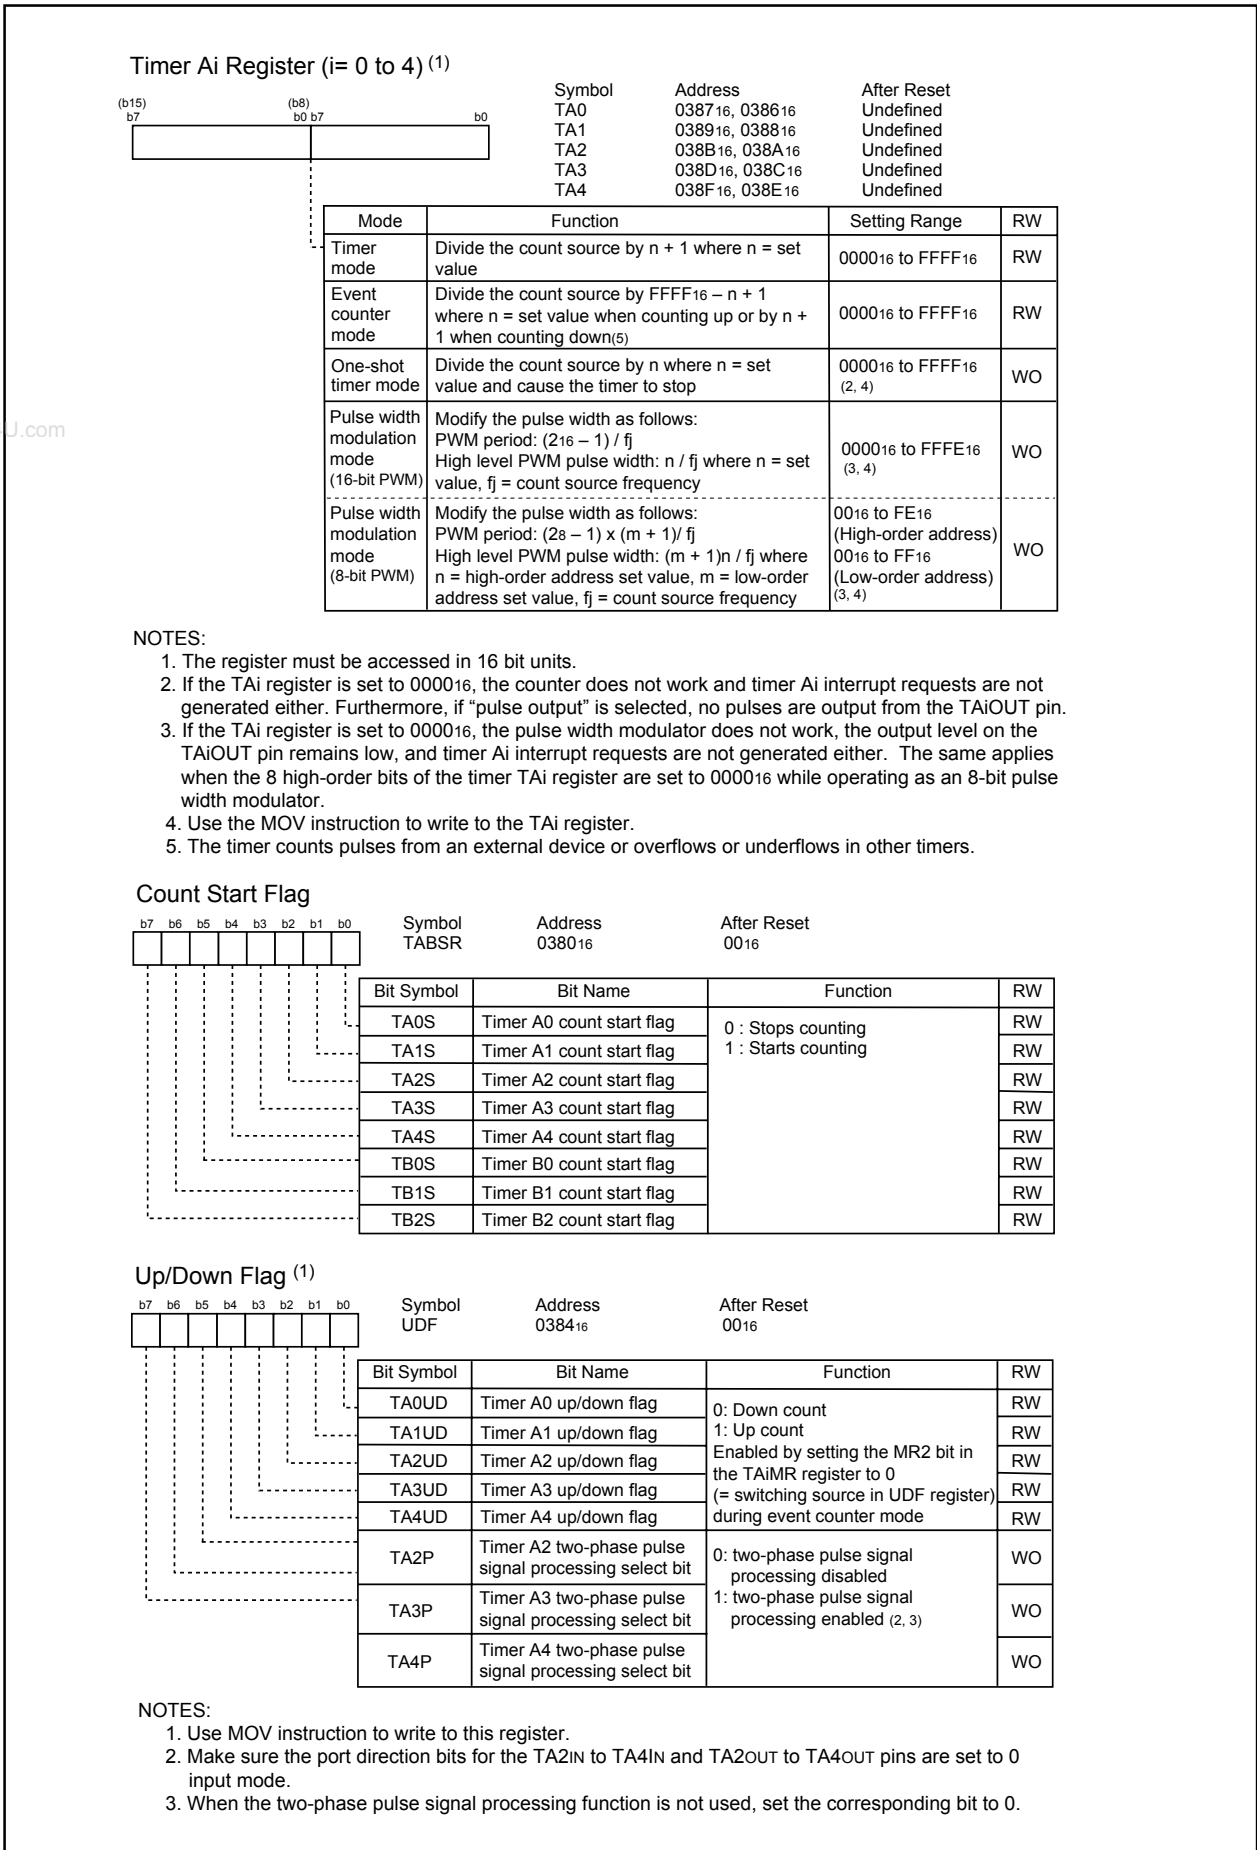 Timer Ai Register (i= 0 to 4) (1)
(b15) (b8)
b7 b0 b7 b0
Symbol Address After Reset
TA0 038716, 038616 Undefined
TA1 038916, 038816 Undefined
TA2 038B16, 038A16 Undefined
TA3 038D16, 038C16 Undefined
TA4 038F16, 038E16 Undefined
Mode Function Setting Range RW
Timer mode
Divide the count source by n + 1 where n = set
value
000016 to FFFF16 RW
Event
counter
mode
Divide the count source by FFFF16 – n + 1
where n = set value when counting up or by n +
1 when counting down(5)
000016 to FFFF16 RW
One-shot
timer mode
Divide the count source by n where n = set
value and cause the timer to stop
000016 to FFFF16
(2, 4)
WO
Pulse width
modulation
mode
(16-bit PWM)
Modify the pulse width as follows:
PWM period: (216 – 1) / fj
High level PWM pulse width: n / fj where n = set
value, fj = count source frequency
000016 to FFFE16
(3, 4)
WO
Pulse width
modulation
mode
(8-bit PWM)
Modify the pulse width as follows:
PWM period: (28 – 1) x (m + 1)/ fj
High level PWM pulse width: (m + 1)n / fj where
n = high-order address set value, m = low-order
address set value, fj = count source frequency
0016 to FE16
(High-order address)
0016 to FF16
(Low-order address)
(3, 4)
WO
U.com
NOTES:
1. The register must be accessed in 16 bit units.
2. If the TAi register is set to 000016, the counter does not work and timer Ai interrupt requests are not
generated either. Furthermore, if “pulse output” is selected, no pulses are output from the TAiOUT pin.
3. If the TAi register is set to 000016, the pulse width modulator does not work, the output level on the
TAiOUT pin remains low, and timer Ai interrupt requests are not generated either. The same applies
when the 8 high-order bits of the timer TAi register are set to 000016 while operating as an 8-bit pulse
width modulator.
4. Use the MOV instruction to write to the TAi register.
5. The timer counts pulses from an external device or overflows or underflows in other timers.
Count Start Flag
b7 b6 b5 b4 b3 b2 b1 b0
Symbol Address After Reset
TABSR 038016 0016
Bit Symbol Bit Name Function RW
TA0S Timer A0 count start flag RW
0 : Stops counting
1 : Starts counting
TA1S Timer A1 count start flag RW
TA2S Timer A2 count start flag RW
TA3S Timer A3 count start flag RW
TA4S Timer A4 count start flag RW
TB0S Timer B0 count start flag RW
TB1S Timer B1 count start flag RW
TB2S Timer B2 count start flag RW
Up/Down Flag (1)
b7 b6 b5 b4 b3 b2 b1 b0
Symbol Address After Reset
UDF 038416 0016
Bit Symbol Bit Name Function RW
TA0UD Timer A0 up/down flag RW
TA1UD Timer A1 up/down flag RW
TA2UD Timer A2 up/down flag RW
TA3UD Timer A3 up/down flag RW
TA4UD Timer A4 up/down flag RW
0: Down count
1: Up count
Enabled by setting the MR2 bit in
the TAiMR register to 0
(= switching source in UDF register)
during event counter mode
TA2P
Timer A2 two-phase pulse
signal processing select bit
WO
TA3P
Timer A3 two-phase pulse
signal processing select bit
WO
TA4P
Timer A4 two-phase pulse
signal processing select bit
WO
0: two-phase pulse signal
processing disabled
1: two-phase pulse signal
processing enabled (2, 3)
NOTES:
1. Use MOV instruction to write to this register.
2. Make sure the port direction bits for the TA2IN to TA4IN and TA2OUT to TA4OUT pins are set to 0
input mode.
3. When the two-phase pulse signal processing function is not used, set the corresponding bit to 0.